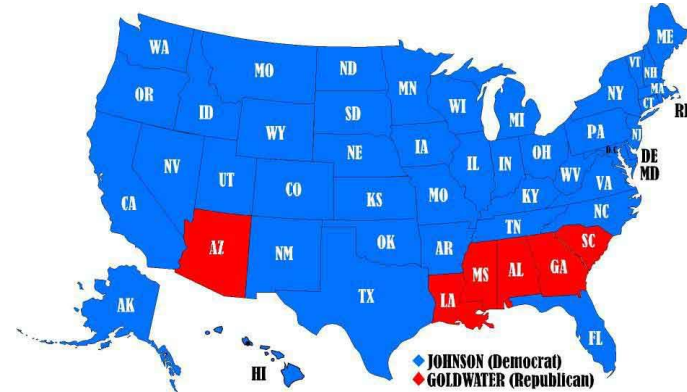 WA
MO
ND
MN
ME
VT
NH
MA
CT
RI
NY
OR
ID
SD
WI
MI
WY
PA
NJ
IA
NE
OH
D.C.
DE
MD
NV
UT
CO
IL
IN
WV
VA
CA
KS
MO
KY
NC
TN
AZ
NM
OK
AR
SC
MS
AL
GA
TX
LA
AK
FL
HI
JOHNSON (Democrat)
GOLDWATER (Republican)